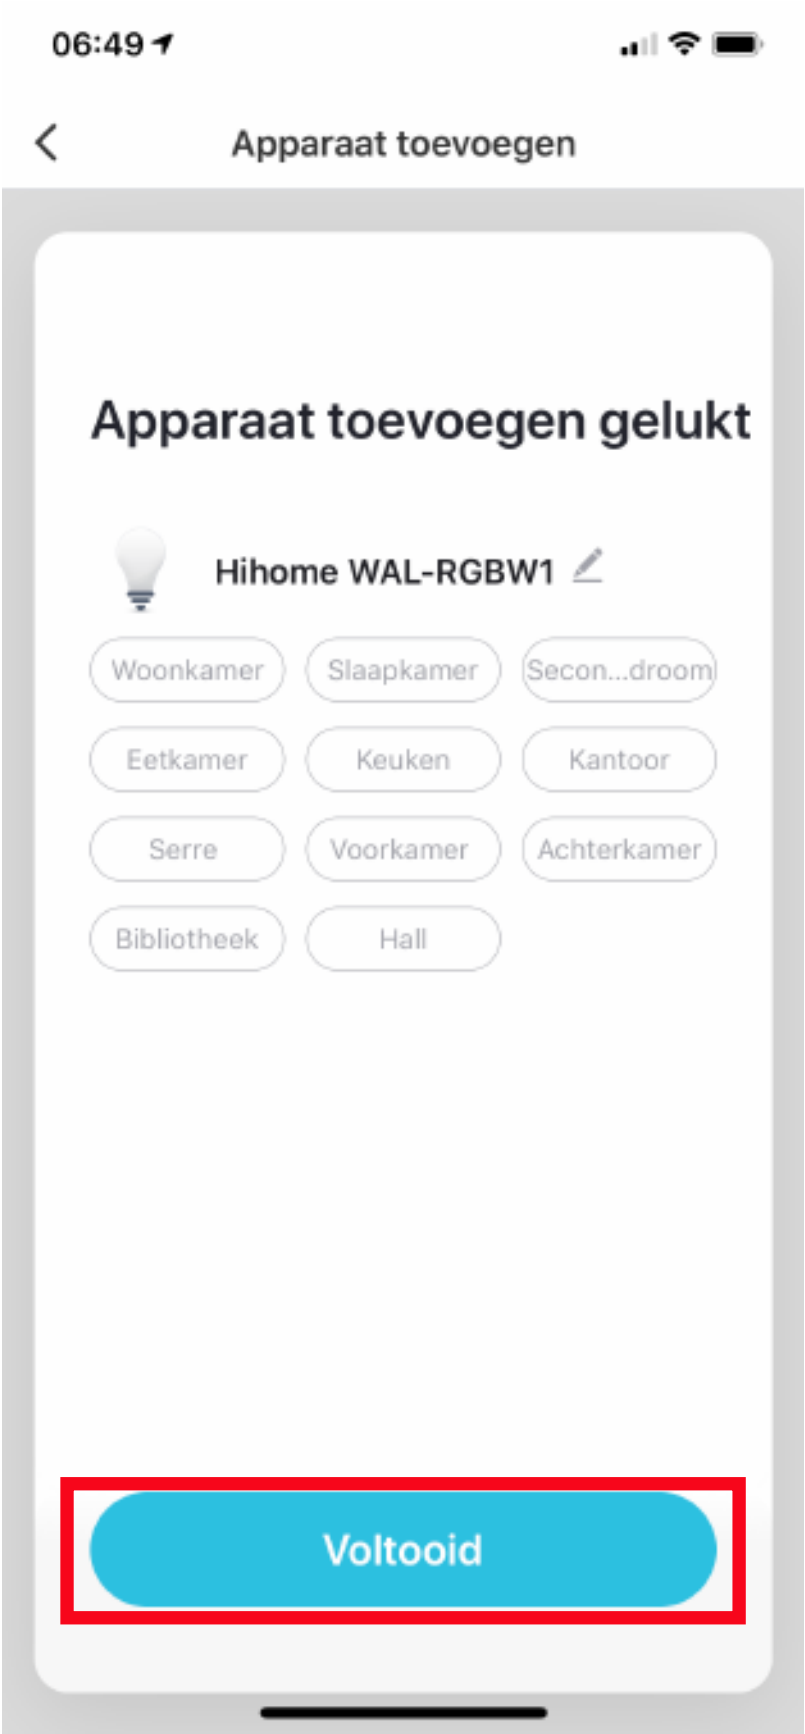 06:49
Apparaat toevoegen
Apparaat toevoegen gelukt
Hihome WAL-RGBW1
Woonkamer Slaapkamer Secon...droom
Eetkamer Keuken Kantoor
Serre Voorkamer Achterkamer
Bibliotheek Hall
Voltooid